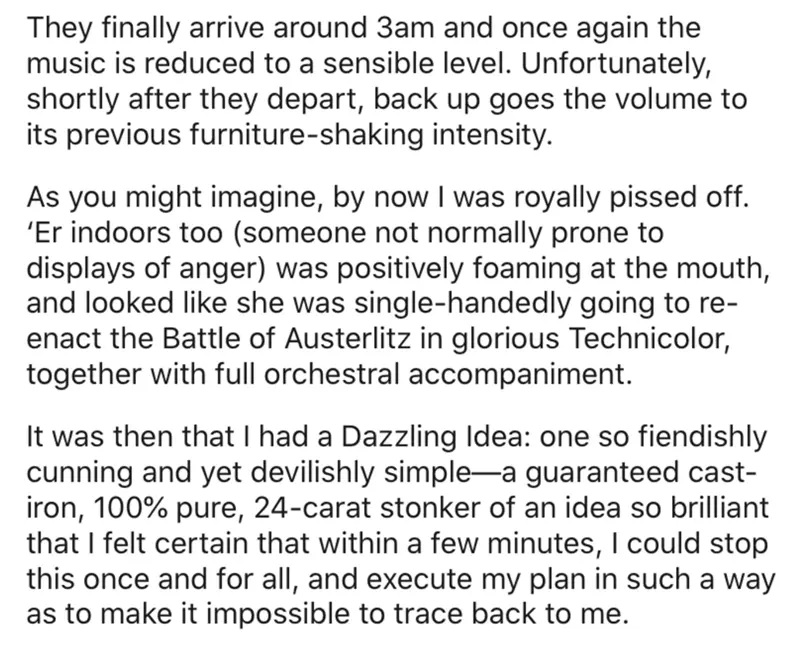 They finally arrive around 3am and once again the
music is reduced to a sensible level. Unfortunately,
shortly after they depart, back up goes the volume to
its previous furniture-shaking intensity.
As you might imagine, by now I was royally pissed off.
‘Er indoors too (someone not normally prone to
displays of anger) was positively foaming at the mouth,
and looked like she was single-handedly going to re-
enact the Battle of Austerlitz in glorious Technicolor,
together with full orchestral accompaniment.
It was then that I had a Dazzling Idea: one so fiendishly
cunning and yet devilishly simple—a guaranteed cast-
iron, 100% pure, 24-carat stonker of an idea so brilliant
that I felt certain that within a few minutes, I could stop
this once and for all, and execute my plan in such a way
as to make it impossible to trace back to me.